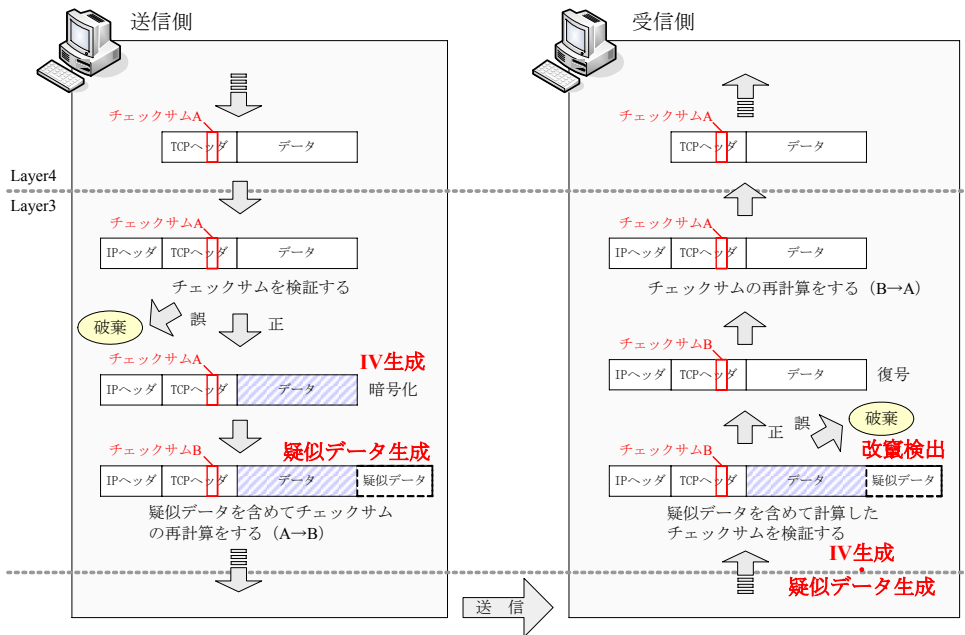 送信側
チェックサムA
TCPヘッダ データ
Layer4
Layer3
チェックサムA
IPヘッダ TCPヘッダ データ
チェックサムを検証する
破棄 誤 正
チェックサムA IV生成
IPヘッダ TCPヘッダ データ 暗号化
チェックサムB 疑似データ生成
IPヘッダ TCPヘッダ データ 疑似データ
疑似データを含めてチェックサム
の再計算をする（A→B）
送 信
受信側
チェックサムA
TCPヘッダ データ
チェックサムA
IPヘッダ TCPヘッダ データ
チェックサムの再計算をする（B→A）
チェックサムB
IPヘッダ TCPヘッダ データ 復号
正 誤 破棄
チェックサムB 改竄検出
IPヘッダ TCPヘッダ データ 疑似データ
疑似データを含めて計算した
チェックサムを検証する
IV生成
・
疑似データ生成